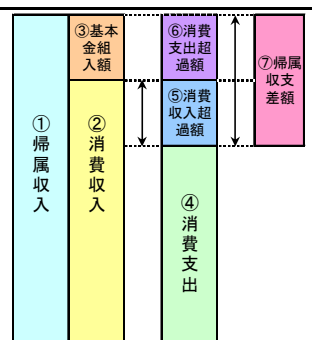 ③基本
金組
入額
⑥消費
支出超
過額
⑦帰属
収支
差額
⑤消費
収入超
過額
①
帰
属
収
入
②
消
費
収
入
④
消
費
支
出